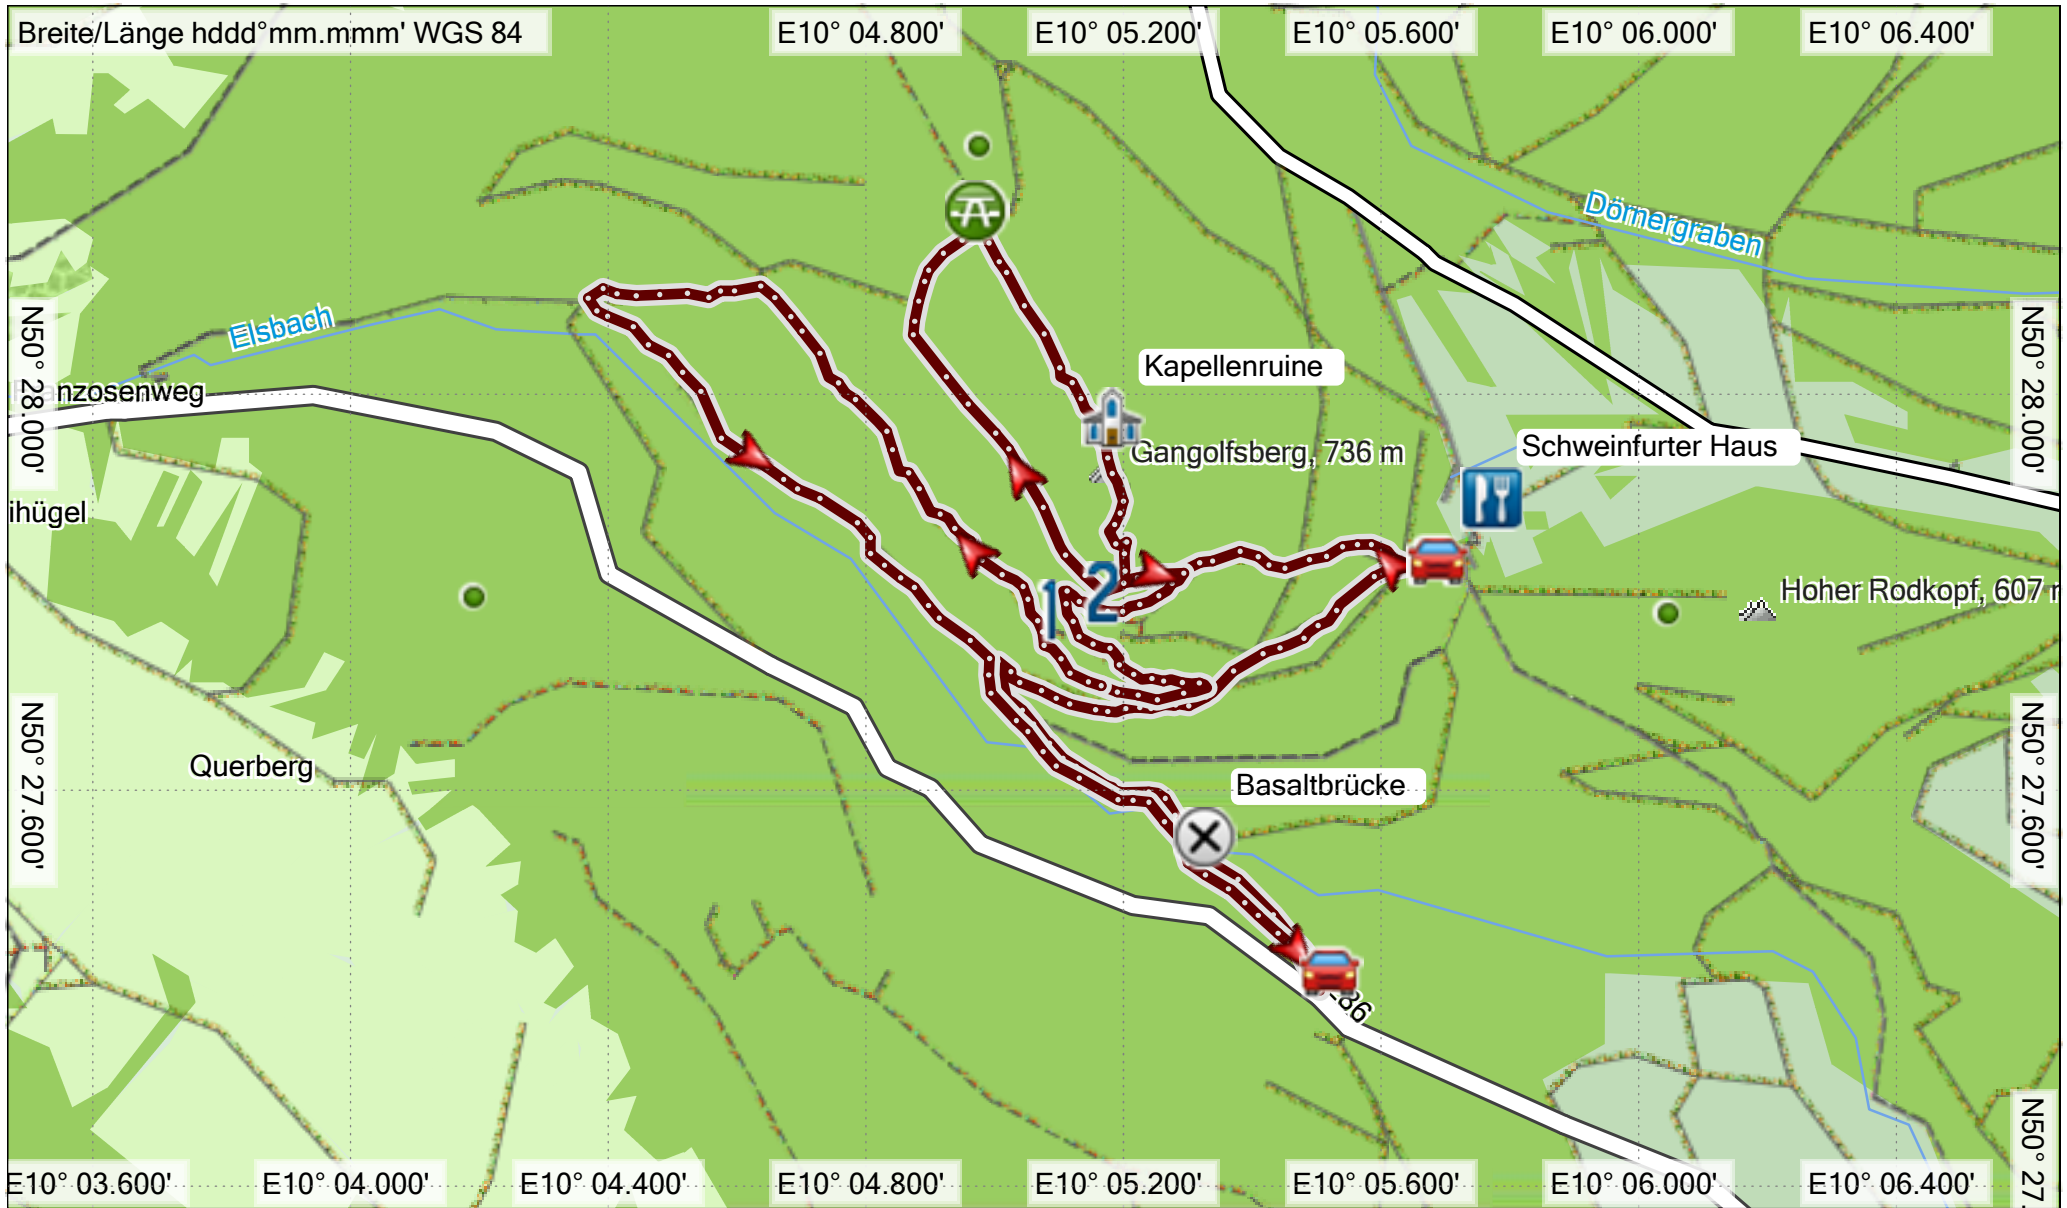 Breite/Länge hddd°mm.mmm' WGS 84
E10° 04.800'
E10° 05.200'
E10° 05.600'
E10° 06.000'
E10° 06.400'
Dörnergraben
Elsbach
N50° 28.000'
N50° 28.000'
Kapellenruine
anzosenweg
Gangolfsberg, 736 m
Schweinfurter Haus
ihügel
1
2
Hoher Rodkopf, 607 m
N50° 27.600'
N50° 27.600'
Querberg
Basaltbrücke
-86
N50° 27.
E10° 03.600'
E10° 04.000'
E10° 04.400'
E10° 04.800'
E10° 05.200'
E10° 05.600'
E10° 06.000'
E10° 06.400'